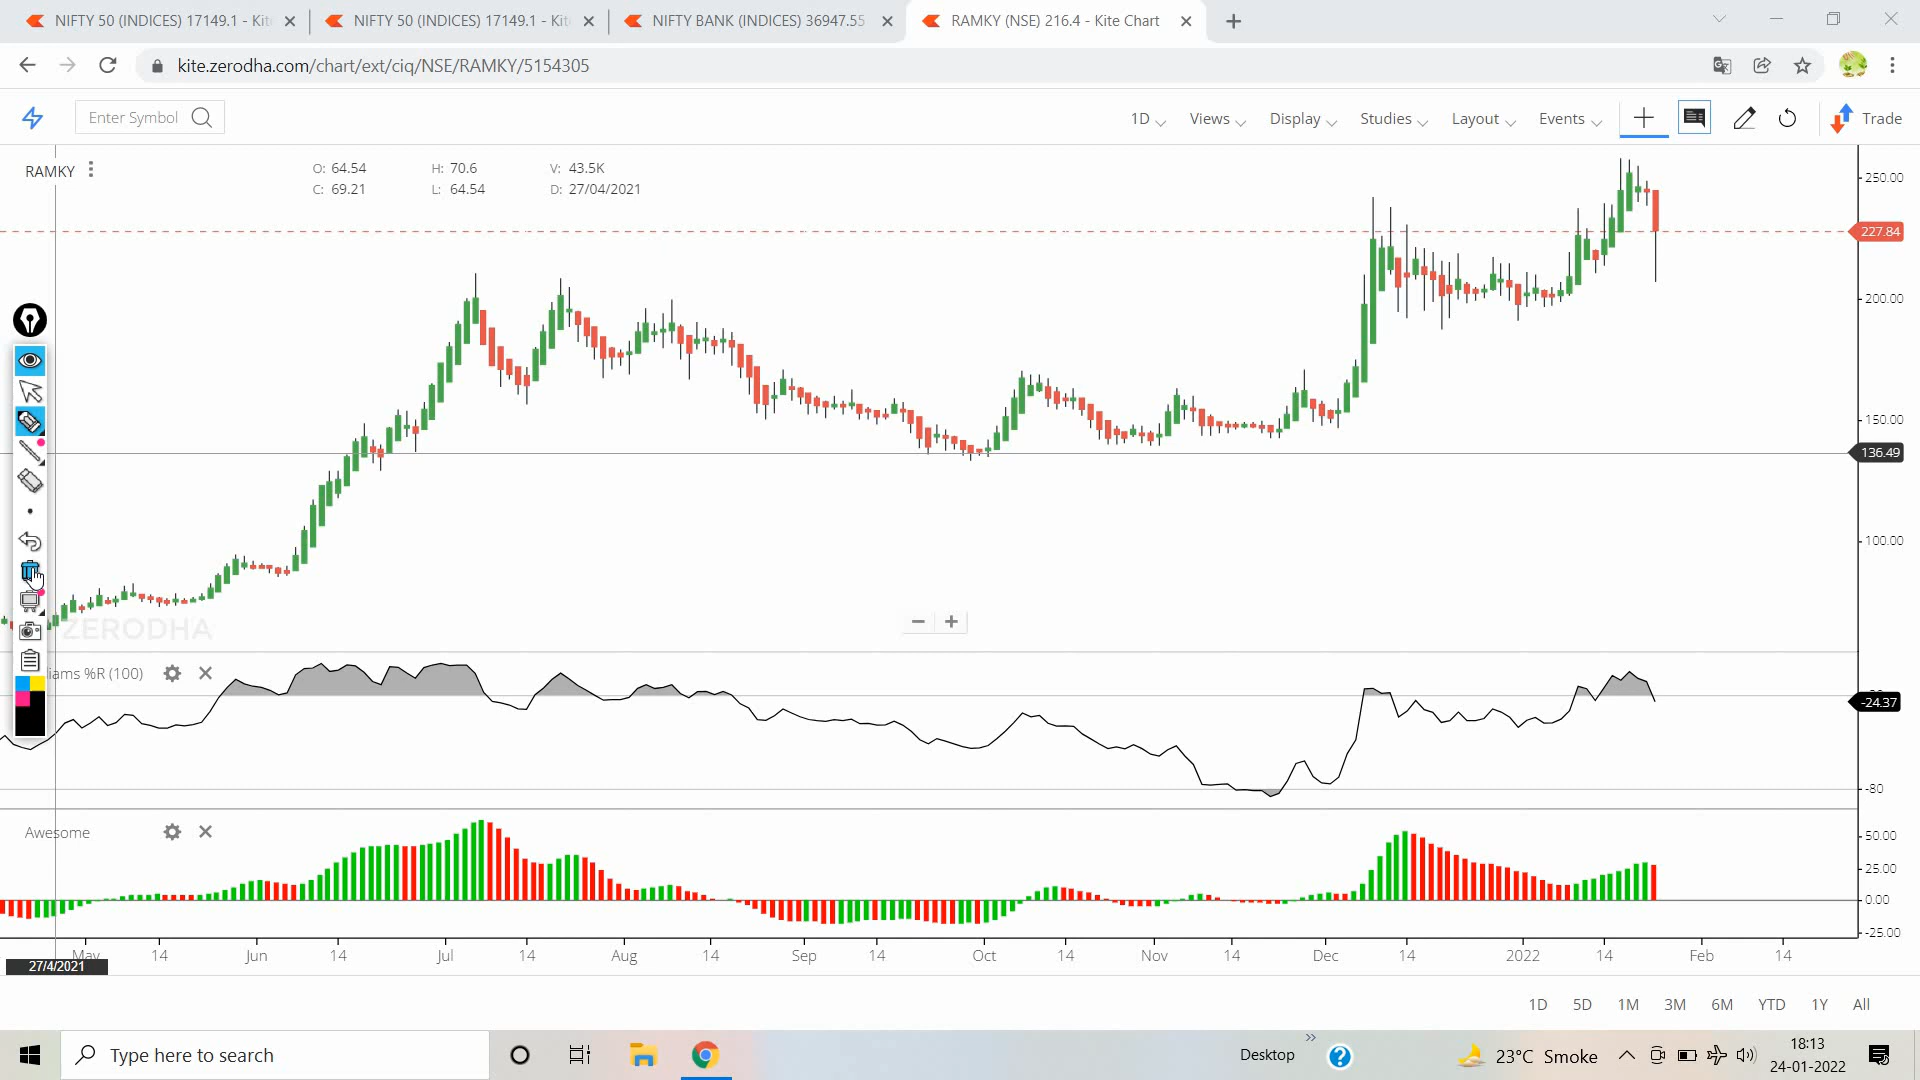 NIFTY 50 (INDICES) 17149.1 - Kit
NIFTY 50 (INDICES) 17149.1 - Kit
NIFTY BANK (INDICES) 36947.55
RAMKY (NSE) 216.4 - Kite Chart
kite.zerodha.com/chart/ext/ciq/NSE/RAMKY/5154305
Enter Symbol
1D Views Display Studies Layout Events Trade
RAMKY
O: 64.54 H: 70.6 V: 43.5K
C: 69.21 L: 64.54 D: 27/04/2021
250.00
227.84
200.00
150.00
136.49
100.00
ZERODHA
iams %R (100)
-24.37
-80
Awesome
50.00
25.00
0.00
-25.00
May 14 Jun 14 Jul 14 Aug 14 Sep 14 Oct 14 Nov 14 Dec 14 2022 14 Feb 14
27/4/2021
1D 5D 1M 3M 6M YTD 1Y All
Type here to search
Desktop
23°C Smoke
18:13
24-01-2022